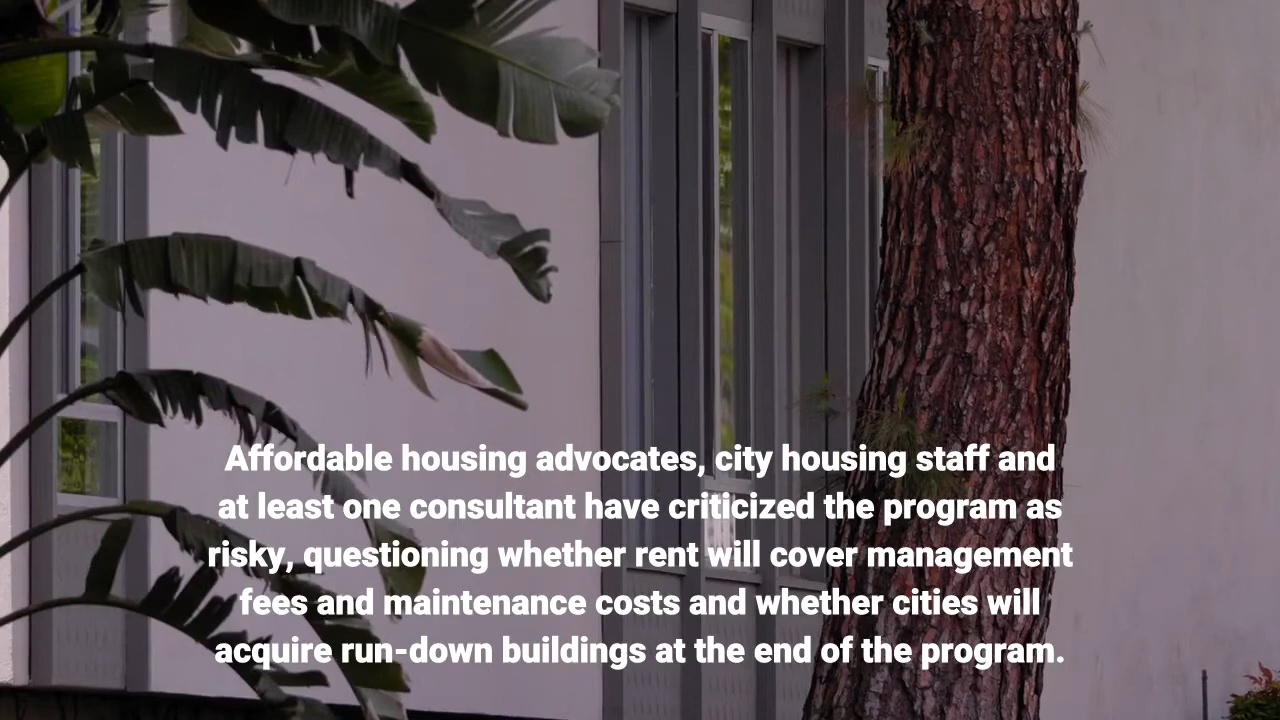 Affordable housing advocates, city housing staff and
at least one consultant have criticized the program as
risky, questioning whether rent will cover management
fees and maintenance costs and whether cities will
acquire run-down buildings at the end of the program.